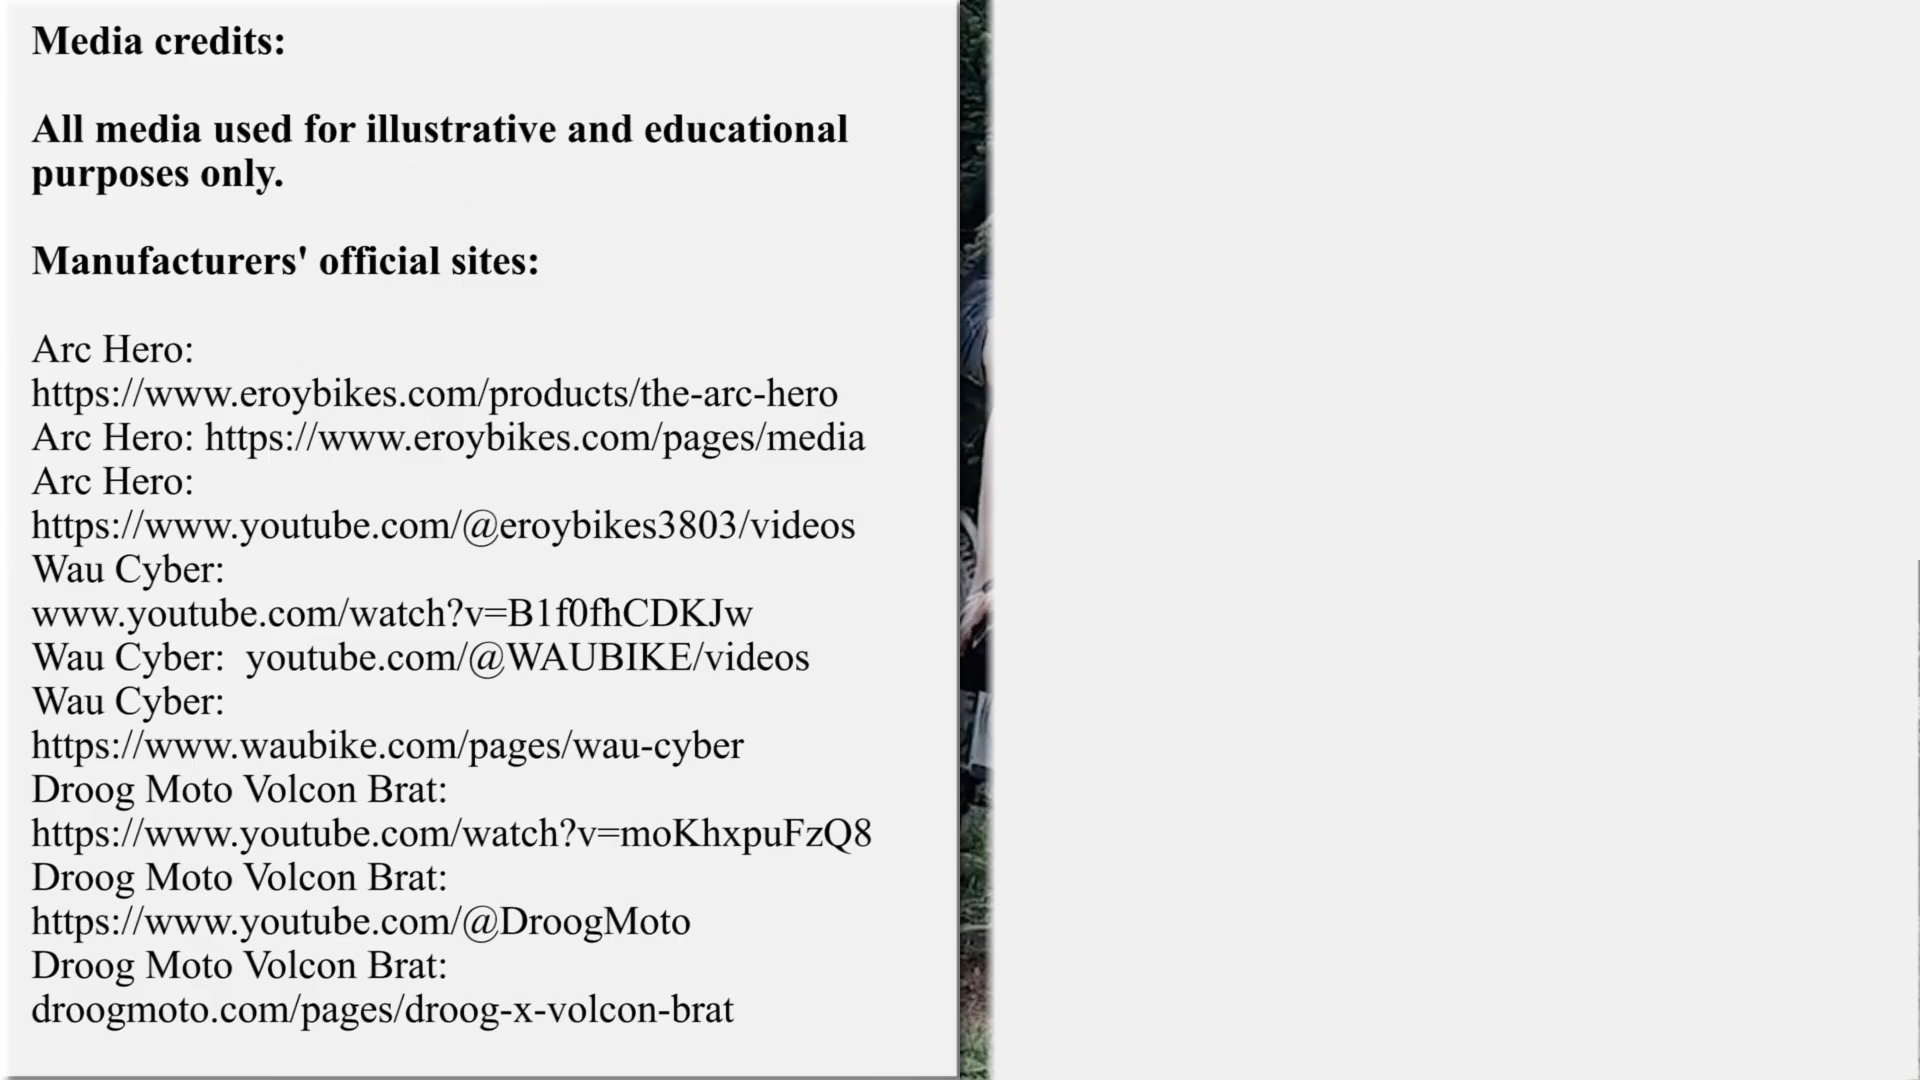 Media credits:
All media used for illustrative and educational
purposes only.
Manufacturers' official sites:
Arc Hero:
https://www.eroybikes.com/products/the-arc-hero
Arc Hero: https://www.eroybikes.com/pages/media
Arc Hero:
https://www.youtube.com/@eroybikes3803/videos
Wau Cyber:
www.youtube.com/watch?v=B1f0fhCDKJw
Wau Cyber:  youtube.com/@WAUBIKE/videos
Wau Cyber:
https://www.waubike.com/pages/wau-cyber
Droog Moto Volcon Brat:
https://www.youtube.com/watch?v=moKhxpuFzQ8
Droog Moto Volcon Brat:
https://www.youtube.com/@DroogMoto
Droog Moto Volcon Brat:
droogmoto.com/pages/droog-x-volcon-brat